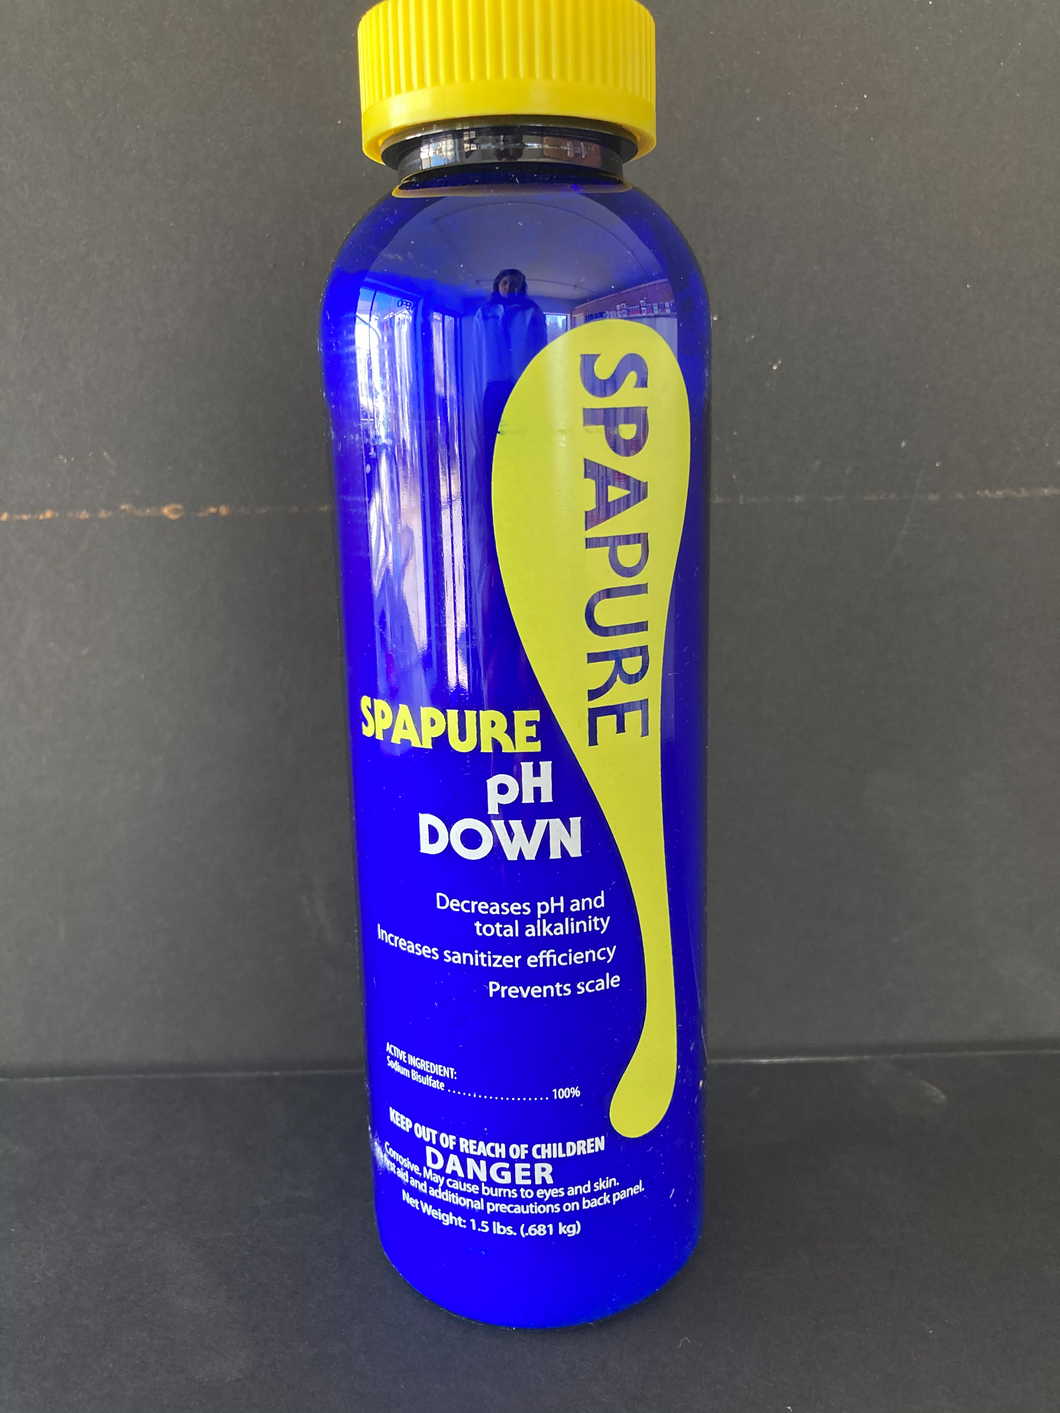 SPAPURE
SPAPURE
pH
DOWN
Decreases pH and
total alkalinity
Increases sanitizer efficiency
Prevents scale
ACTIVE INGREDIENT:
Sodium Bisulfate .................... 100%
KEEP OUT OF REACH OF CHILDREN
DANGER
Corrosive. May cause burns to eyes and skin.
first aid and additional precautions on back panel.
Net Weight: 1.5 lbs. (.681 kg)